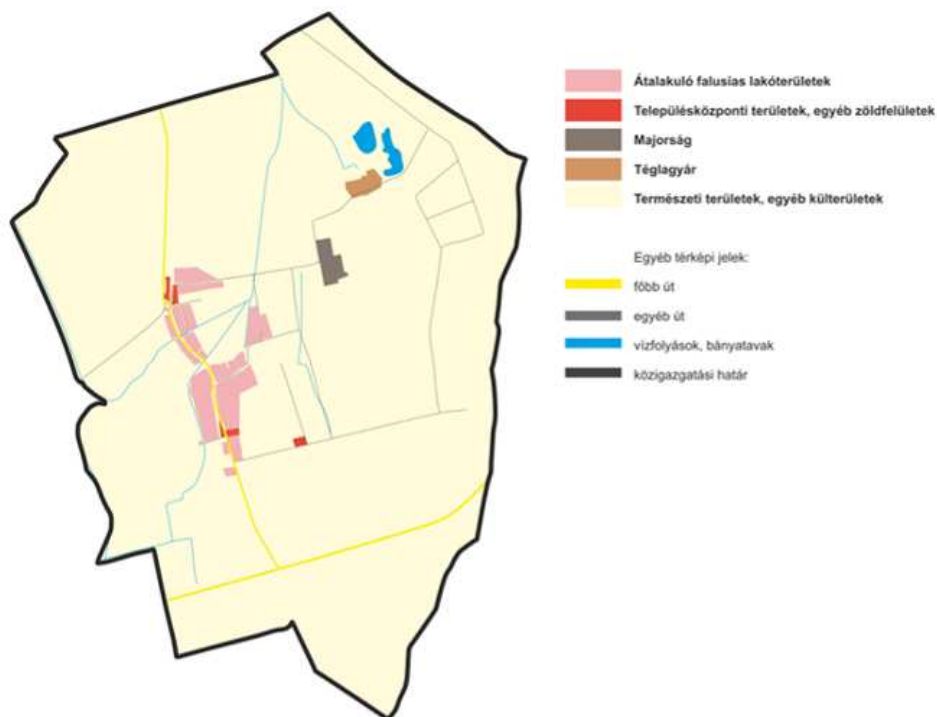 Átalakuló falusias lakóterületek
Településközponti területek, egyéb zöldfelületek
Majorság
Téglagyár
Természeti területek, egyéb külterületek
Egyéb térképi jelek:
főbb út
egyéb út
vízfolyások, bányatavak
közigazgatási határ